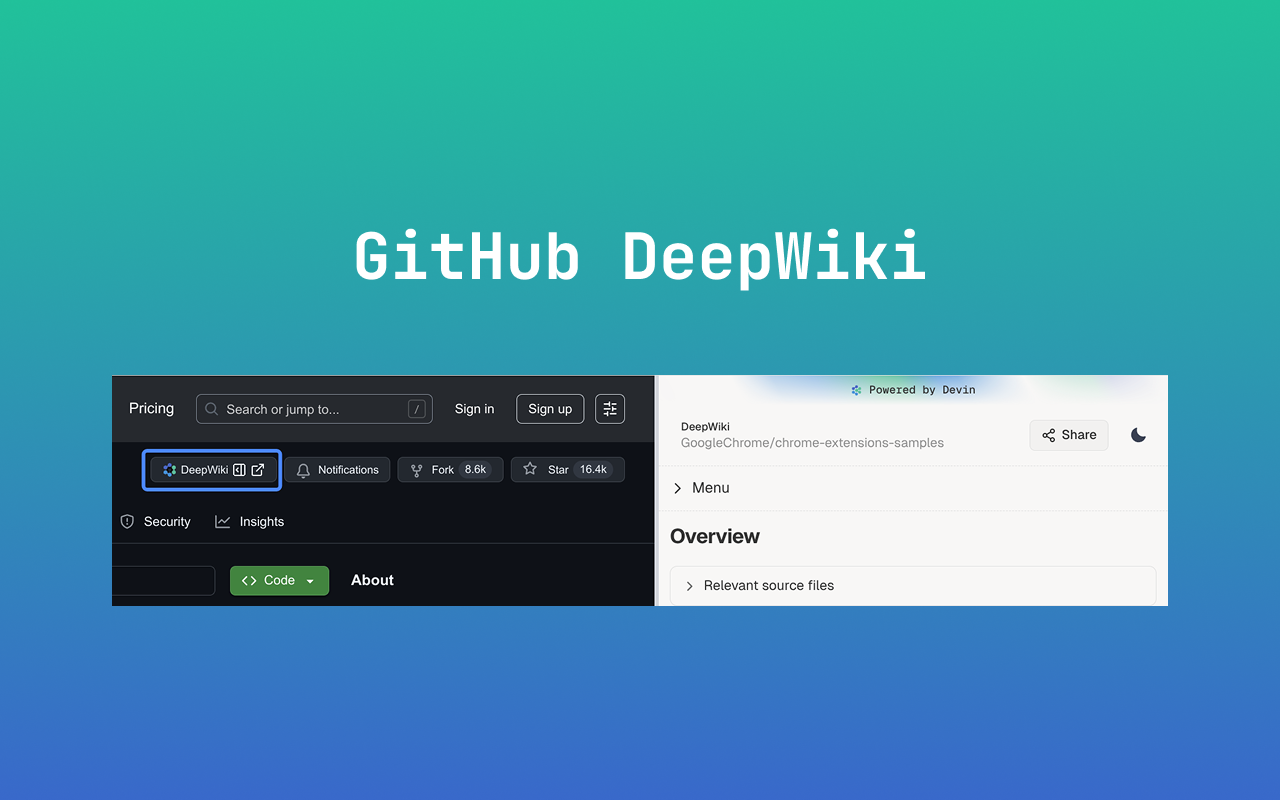 GitHub DeepWiki
Pricing
Search or jump to...
/
Sign in
Sign up
DeepWiki
Notifications
Fork 8.6k
Star 16.4k
Security
Insights
Code
About
Powered by Devin
DeepWiki
GoogleChrome/chrome-extensions-samples
Share
Menu
Overview
Relevant source files